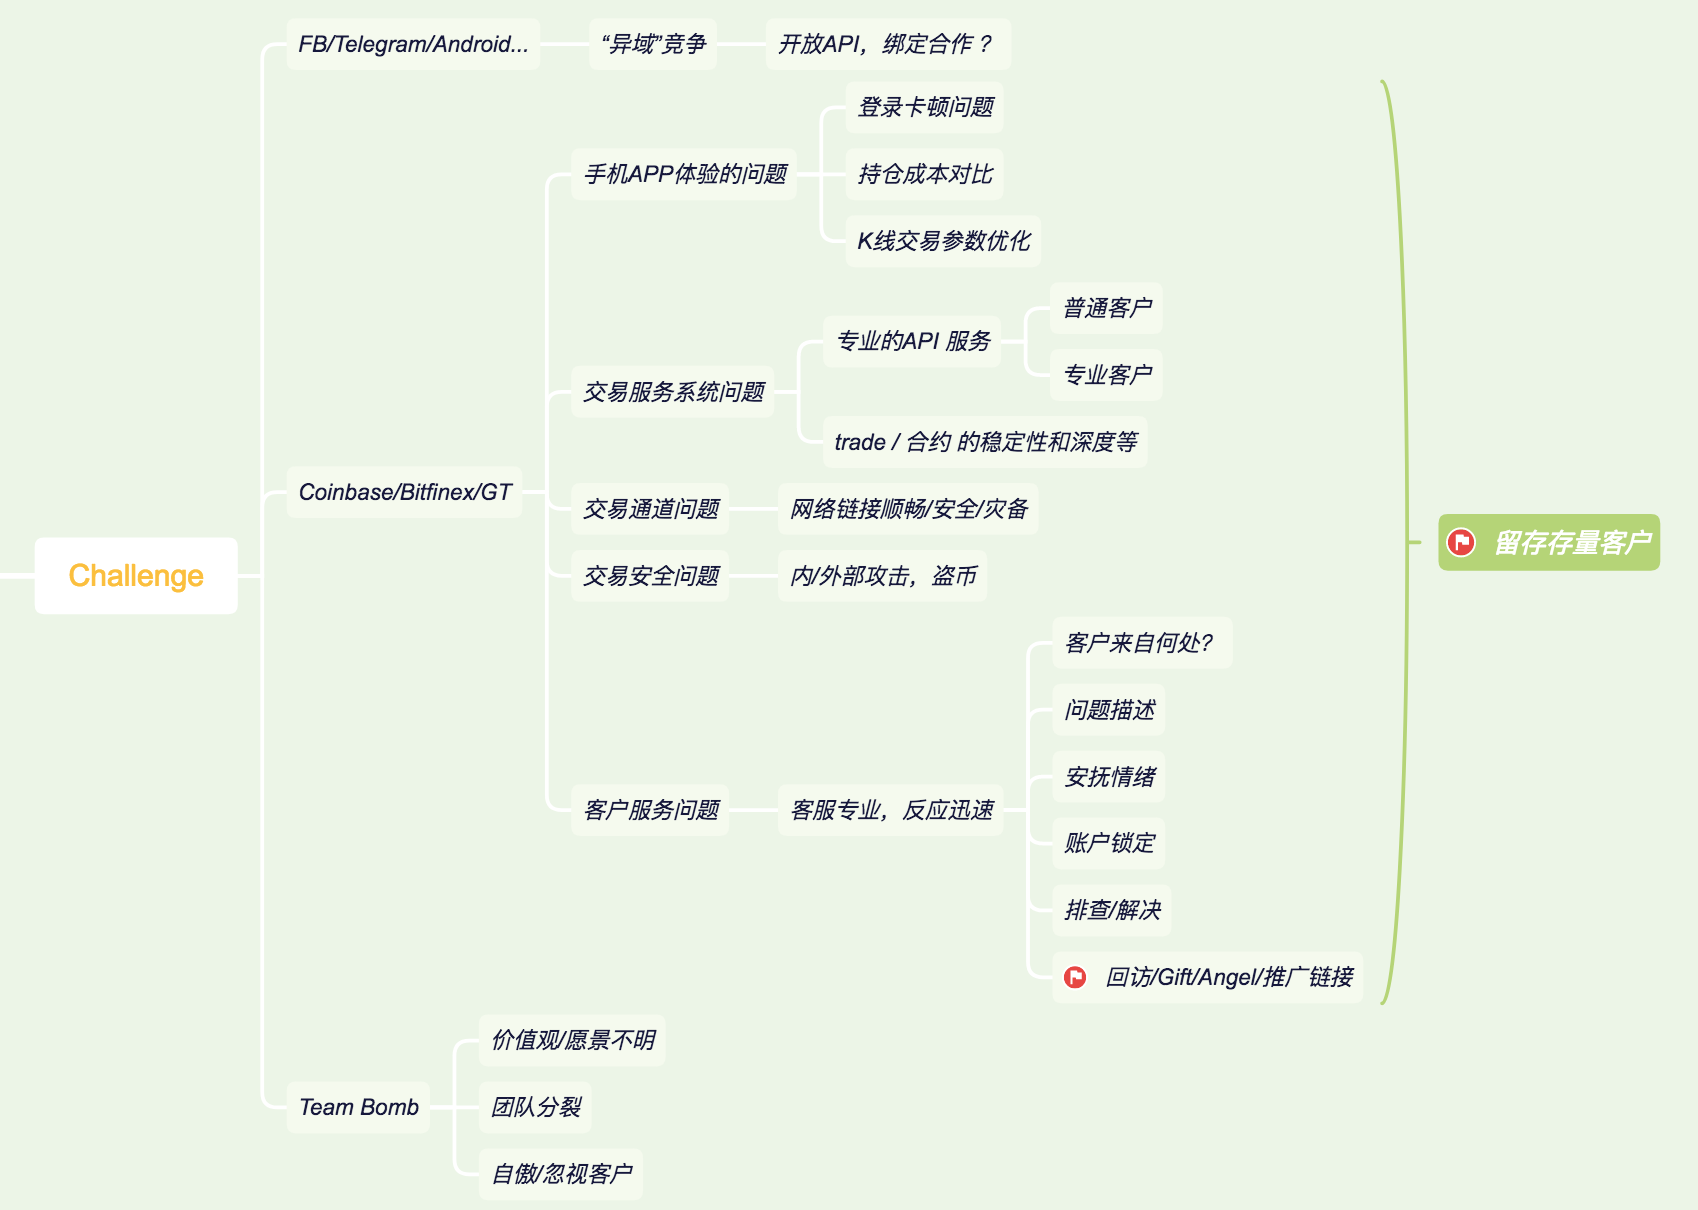 FB/Telegram/Android...
“异域”竞争
开放API，绑定合作？
登录卡顿问题
手机APP体验的问题
持仓成本对比
K线交易参数优化
普通客户
专业的API 服务
专业客户
交易服务系统问题
trade / 合约 的稳定性和深度等
Coinbase/Bitfinex/GT
交易通道问题
网络链接顺畅/安全/灾备
留存存量客户
Challenge
交易安全问题
内/外部攻击，盗币
客户来自何处?
问题描述
安抚情绪
客户服务问题
客服专业，反应迅速
账户锁定
排查/解决
回访/Gift/Angel/推广链接
价值观/愿景不明
Team Bomb
团队分裂
自傲/忽视客户